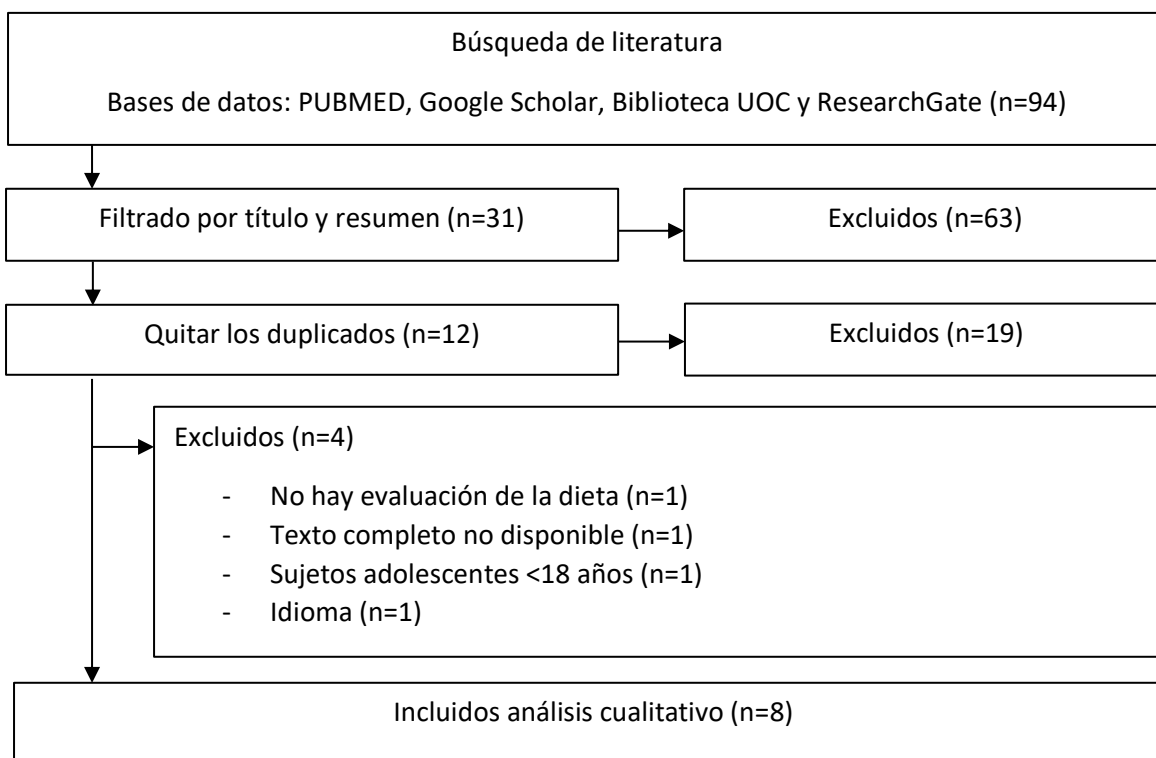 Búsqueda de literatura
Bases de datos: PUBMED, Google Scholar, Biblioteca UOC y ResearchGate (n=94)
Filtrado por título y resumen (n=31)
Excluidos (n=63)
Quitar los duplicados (n=12)
Excluidos (n=19)
Excluidos (n=4)
- No hay evaluación de la dieta (n=1)
- Texto completo no disponible (n=1)
- Sujetos adolescentes <18 años (n=1)
- Idioma (n=1)
Incluidos análisis cualitativo (n=8)